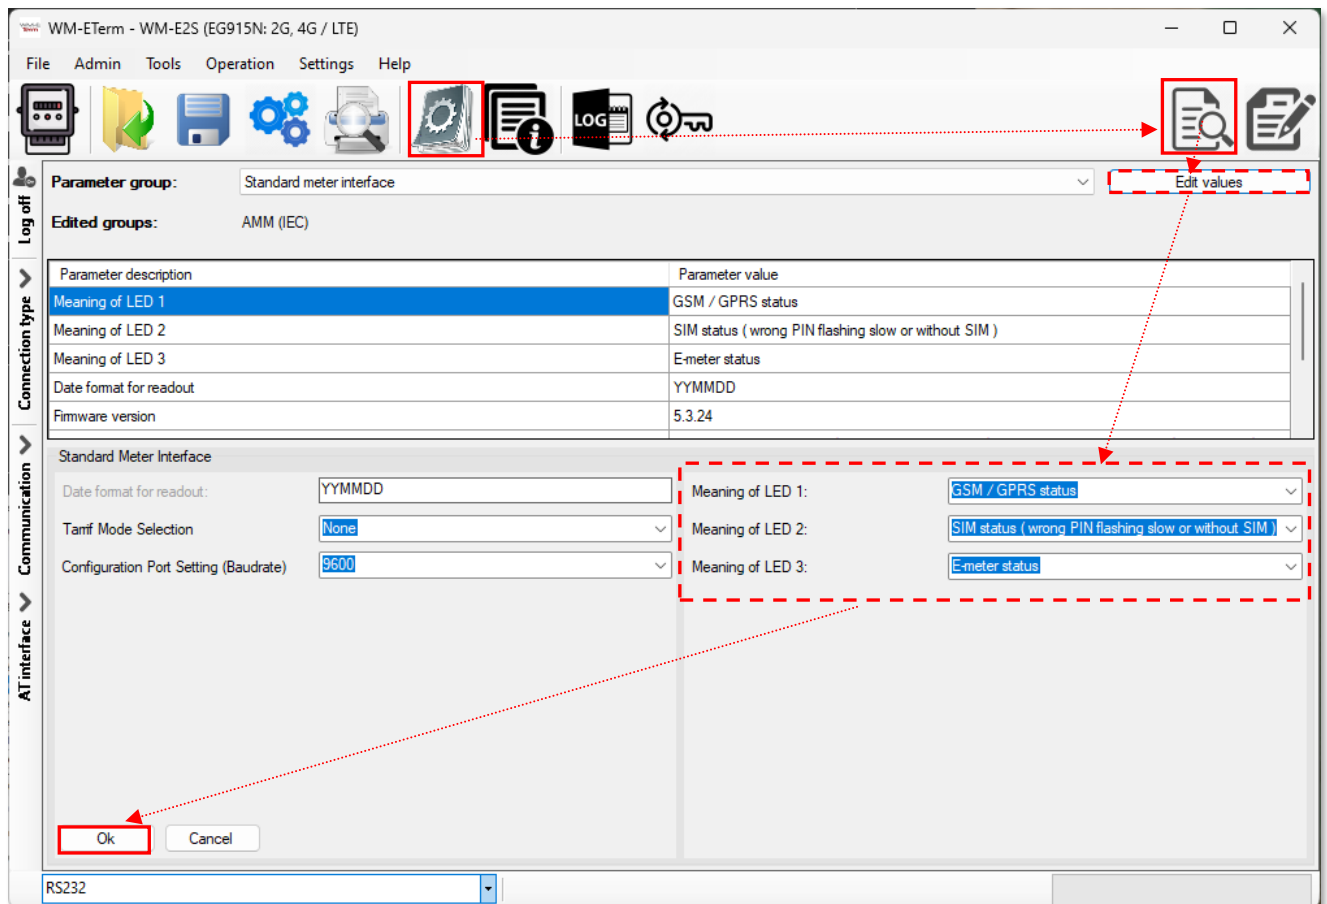 WM-ETerm - WM-E2S (EG915N: 2G, 4G / LTE)
File Admin Tools Operation Settings Help
LOG
Log off
Connection type
Communication
AT interface
Parameter group: Standard meter interface Edit values
Edited groups: AMM (IEC)
Parameter description Parameter value
Meaning of LED 1 GSM / GPRS status
Meaning of LED 2 SIM status ( wrong PIN flashing slow or without SIM )
Meaning of LED 3 E-meter status
Date format for readout YYMMDD
Firmware version 5.3.24
Standard Meter Interface
Date format for readout: YYMMDD Meaning of LED 1: GSM / GPRS status
Tarrif Mode Selection None Meaning of LED 2: SIM status ( wrong PIN flashing slow or without SIM )
Configuration Port Setting (Baudrate) 9600 Meaning of LED 3: E-meter status
Ok Cancel
RS232